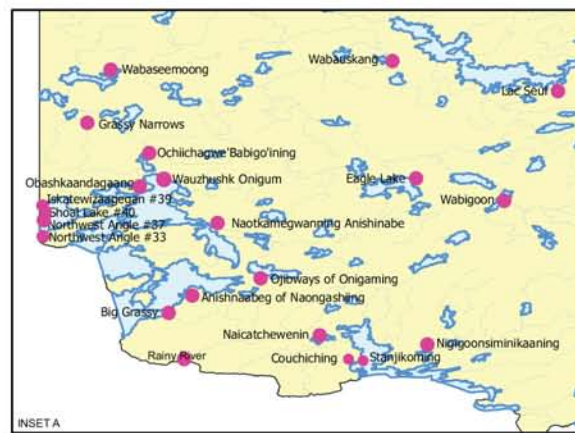 Wabaseemoong
Wabauskang
Lac Seul
Grassy Narrows
Ochiichagwe'Babigo'ining
Obashkaandagaang
Wauzhushk Onigum
Eagle Lake
Wabigoon
Iskatewizaagegan #39
Shoal Lake #40
Northwest Angle #37
Northwest Angle #33
Naotkamegwanning Anishinabe
Ojibways of Onigaming
Anishnaabeg of Naongashiing
Big Grassy
Naicatchewenin
Nigigoonsiminikaaning
Rainy River
Couchiching
Stanjikoming
INSET A